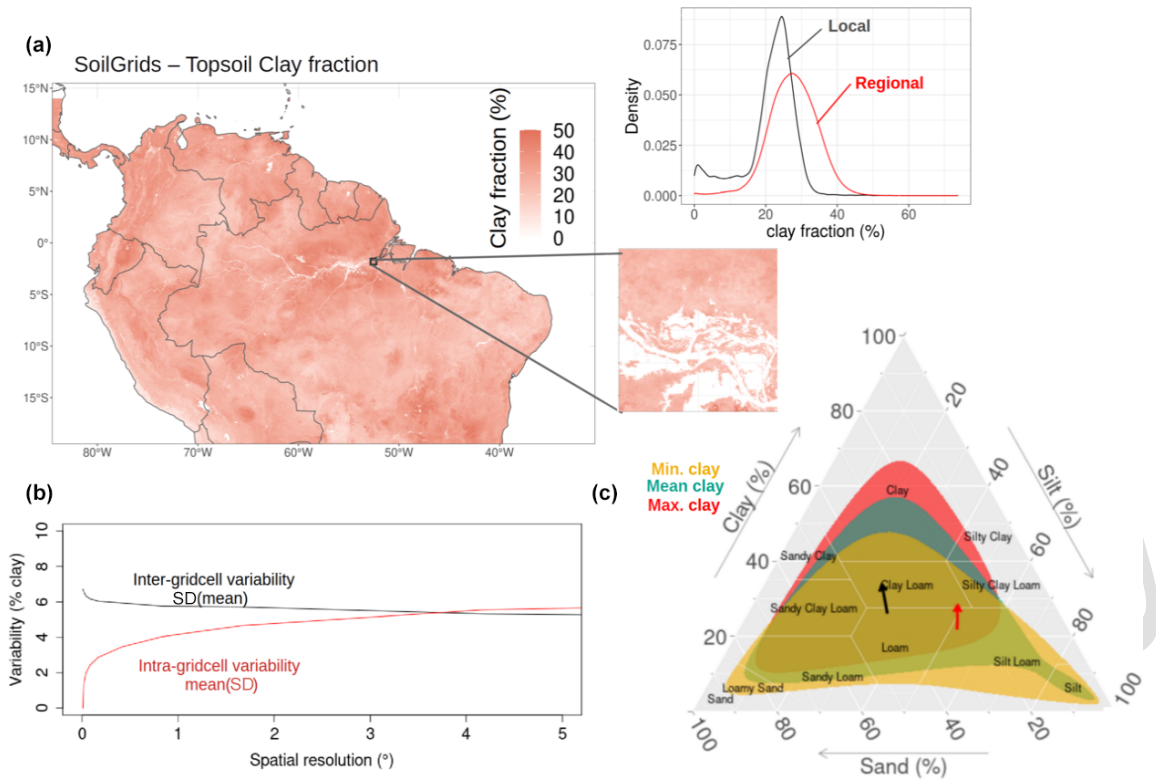 (a)
SoilGrids – Topsoil Clay fraction
15°N
10°N
5°N
0°
5°S
10°S
15°S
80°W
70°W
60°W
50°W
40°W
Clay fraction (%)
50
40
30
20
10
0
Density
0.075
0.050
0.025
0.000
Local
Regional
0
20
40
60
clay fraction (%)
(b)
Variability (% clay)
10
8
6
4
2
0
Inter-gridcell variability
SD(mean)
Intra-gridcell variability
mean(SD)
0
1
2
3
4
5
Spatial resolution (°)
(c)
Min. clay
Mean clay
Max. clay
Clay (%)
Silt (%)
Sand (%)
100
80
60
40
20
20
40
60
80
100
100
80
60
40
20
Clay
Silty Clay
Sandy Clay
Clay Loam
Silty Clay Loam
Sandy Clay Loam
Loam
Silt Loam
Sandy Loam
Loamy Sand
Silt
Sand